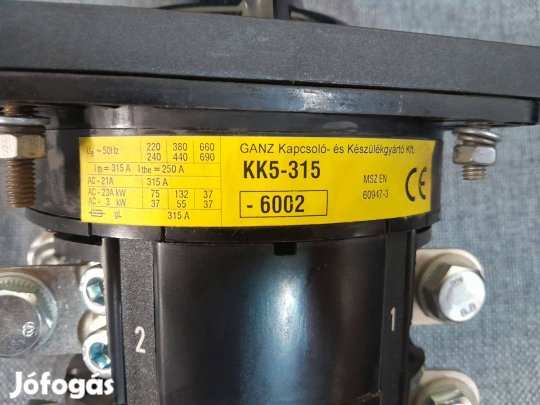 Ue ~ 50Hz 220 380 660
240 440 690
Ith = 315 A Ithe = 250 A
AC - 21A 315 A
AC - 23A kW 75 132 37
AC - 3 kW 37 55 37
gL 315 A
GANZ Kapcsoló- és Készülékgyártó Kft.
KK5-315
- 6002
MSZ EN
60947-3
CE
2
1
8.8
Jófogás